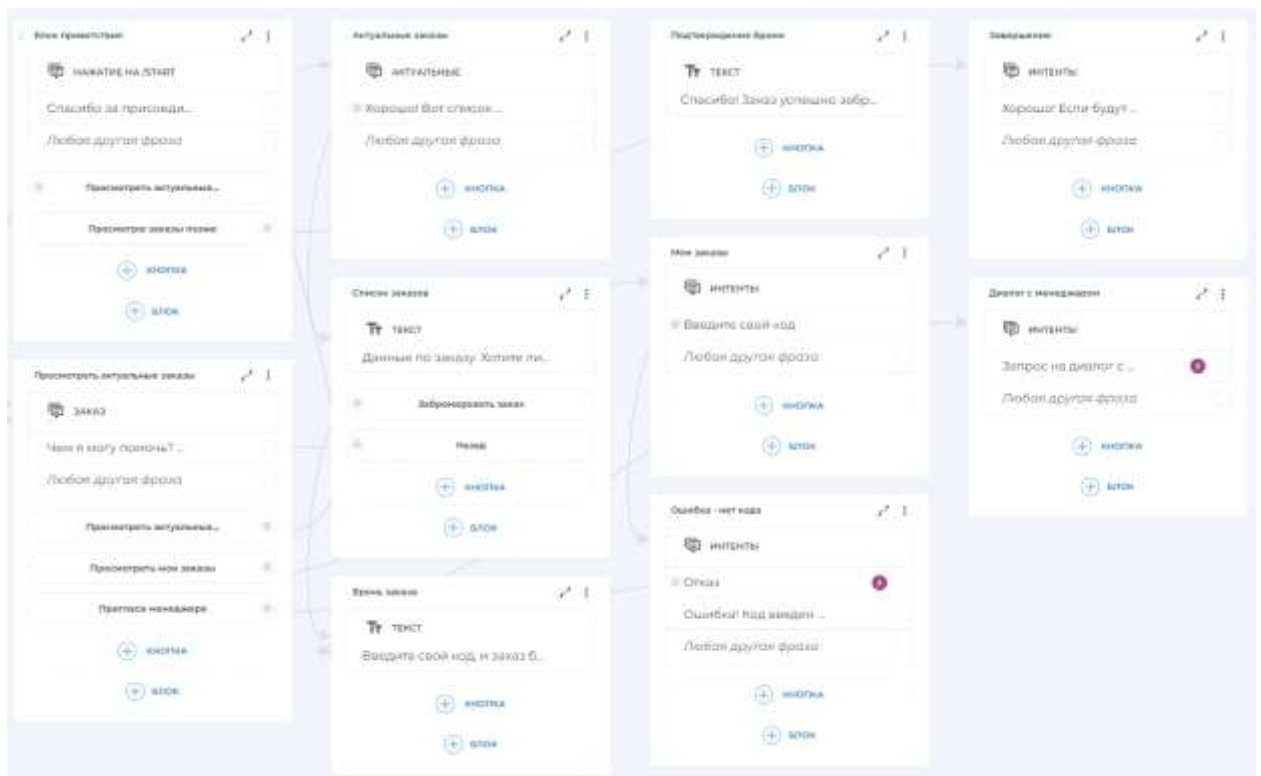 Блок приветствия
НАЖАТИЕ НА /START
Спасибо за присоеди...
Любая другая фраза
Просмотреть актуальные...
Просмотрю заказы позже
КНОПКА
БЛОК
Просмотреть актуальные заказы
ЗАКАЗ
Чем я могу помочь? ...
Любая другая фраза
Просмотреть актуальные...
Просмотреть мои заказы
менеджера
КНОПКА
БЛОК
Актуальные заказы
АКТУАЛЬНЫЕ
Хорошо! Вот список ...
Любая другая фраза
КНОПКА
БЛОК
Список заказов
ТЕКСТ
Данные по заказу. Хотите ли...
Забронировать заказ
Назад
КНОПКА
БЛОК
Бронь заказа
ТЕКСТ
Введите свой код, и заказ б...
КНОПКА
БЛОК
Подтверждение брони
ТЕКСТ
Спасибо! Заказ успешно забр...
КНОПКА
БЛОК
Мои заказы
ИНТЕНТЫ
Введите свой код
Любая другая фраза
КНОПКА
БЛОК
Ошибка - нет кода
ИНТЕНТЫ
Отказ
Ошибка! Код введен ...
Любая другая фраза
КНОПКА
БЛОК
Завершение
ИНТЕНТЫ
Хорошо! Если будут ...
Любая другая фраза
КНОПКА
БЛОК
Диалог с менеджером
ИНТЕНТЫ
Запрос на диалог с ...
Любая другая фраза
КНОПКА
БЛОК